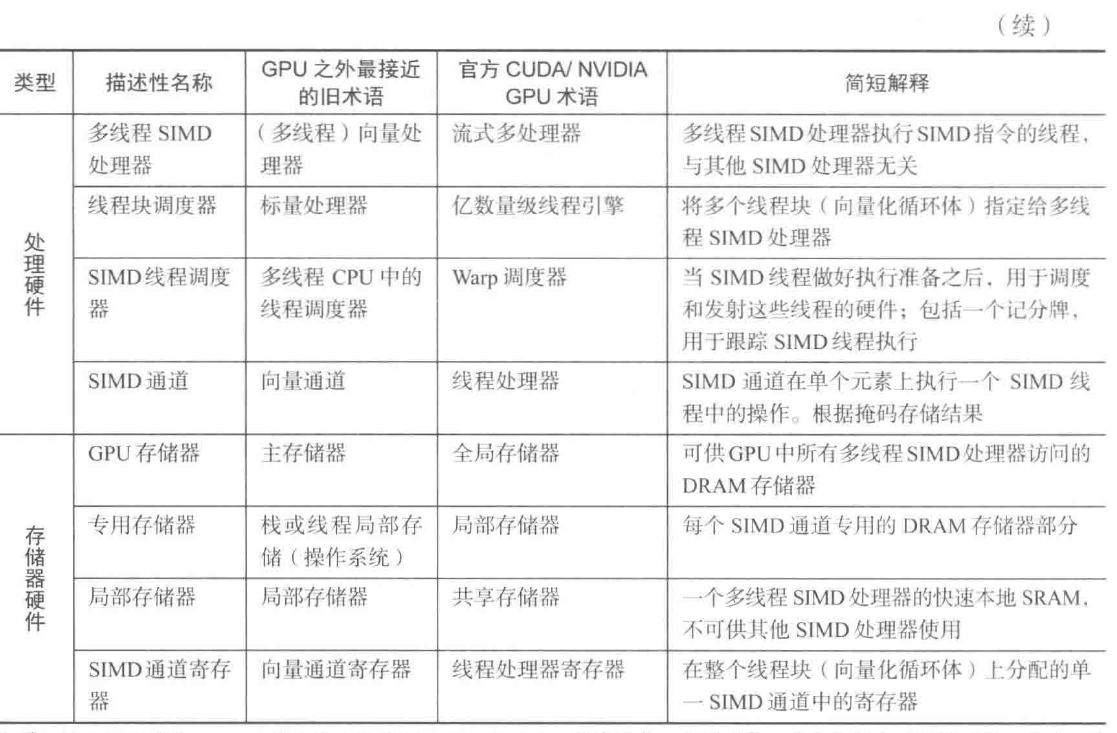 （续）
类型
描述性名称
GPU 之外最接近
的旧术语
官方 CUDA/ NVIDIA
GPU 术语
简短解释
处理硬件
多线程 SIMD
处理器
（多线程）向量处
理器
流式多处理器
多线程SIMD处理器执行SIMD指令的线程，
与其他 SIMD 处理器无关
线程块调度器
标量处理器
亿数量级线程引擎
将多个线程块（向量化循环体）指定给多线
程 SIMD 处理器
SIMD线程调度
器
多线程 CPU 中的
线程调度器
Warp 调度器
当 SIMD 线程做好执行准备之后，用于调度
和发射这些线程的硬件；包括一个记分牌，
用于跟踪 SIMD 线程执行
SIMD 通道
向量通道
线程处理器
SIMD 通道在单个元素上执行一个 SIMD 线
程中的操作。根据掩码存储结果
存储器硬件
GPU 存储器
主存储器
全局存储器
可供GPU中所有多线程SIMD处理器访问的
DRAM 存储器
专用存储器
栈或线程局部存
储（操作系统）
局部存储器
每个 SIMD 通道专用的 DRAM 存储器部分
局部存储器
局部存储器
共享存储器
一个多线程 SIMD 处理器的快速本地 SRAM，
不可供其他 SIMD 处理器使用
SIMD通道寄存
器
向量通道寄存器
线程处理器寄存器
在整个线程块（向量化循环体）上分配的单
一 SIMD 通道中的寄存器